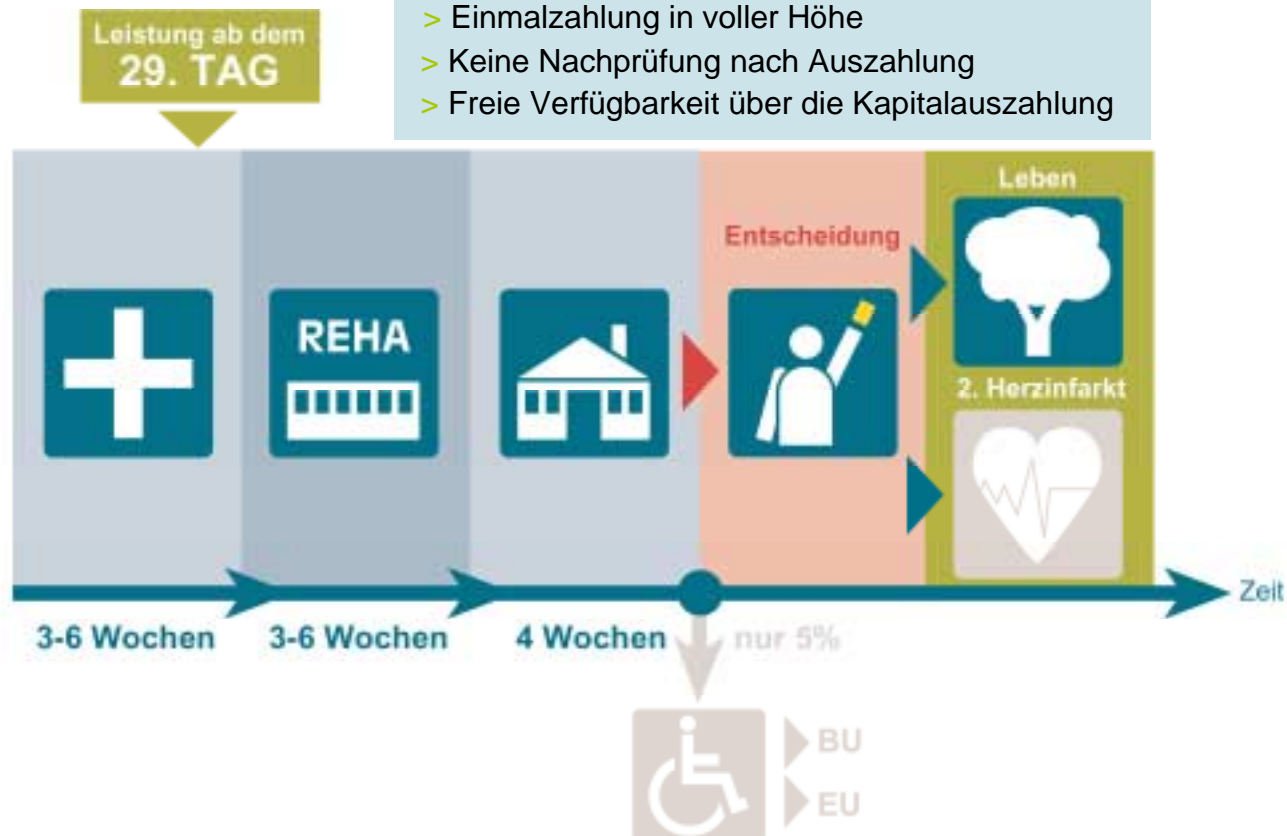 Leistung ab dem
29. TAG
> Einmalzahlung in voller Höhe
> Keine Nachprüfung nach Auszahlung
> Freie Verfügbarkeit über die Kapitalauszahlung
Leben
Entscheidung
REHA
2. Herzinfarkt
Zeit
3-6 Wochen
3-6 Wochen
4 Wochen
nur 5%
BU
EU